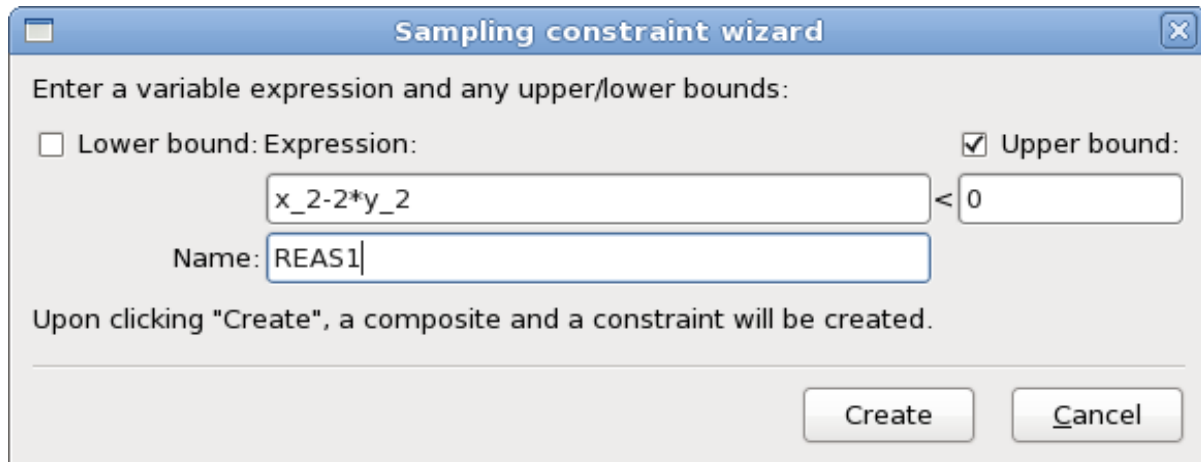 Sampling constraint wizard
Enter a variable expression and any upper/lower bounds:
Lower bound: Expression: Upper bound:
x_2-2*y_2 < 0
Name: REAS1
Upon clicking "Create", a composite and a constraint will be created.
Create Cancel